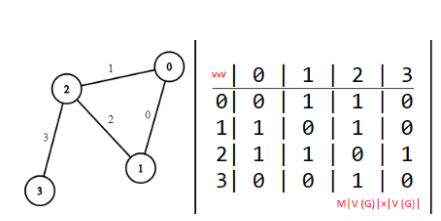 1
0
2
0
2
3
1
3
V×V | 0 | 1 | 2 | 3
0| 0 | 1 | 1 | 0
1| 1 | 0 | 1 | 0
2| 1 | 1 | 0 | 1
3| 0 | 0 | 1 | 0
M|V (G)|×|V (G)|